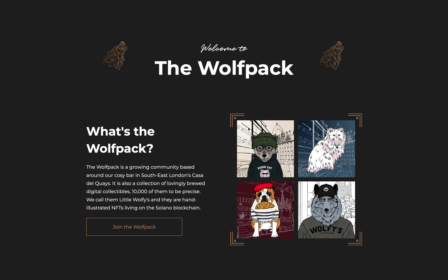 Welcome to
The Wolfpack
What's the
Wolfpack?
The Wolfpack is a growing community based
around our cosy bar in South-East London's Casa
del Quays. It is also a collection of lovingly brewed
digital collectibles, 10,000 of them to be precise.
We call them Little Wolfy's and they are hand-
illustrated NFTs living on the Solano blockchain.
Join the Wolfpack
WOLFY'S